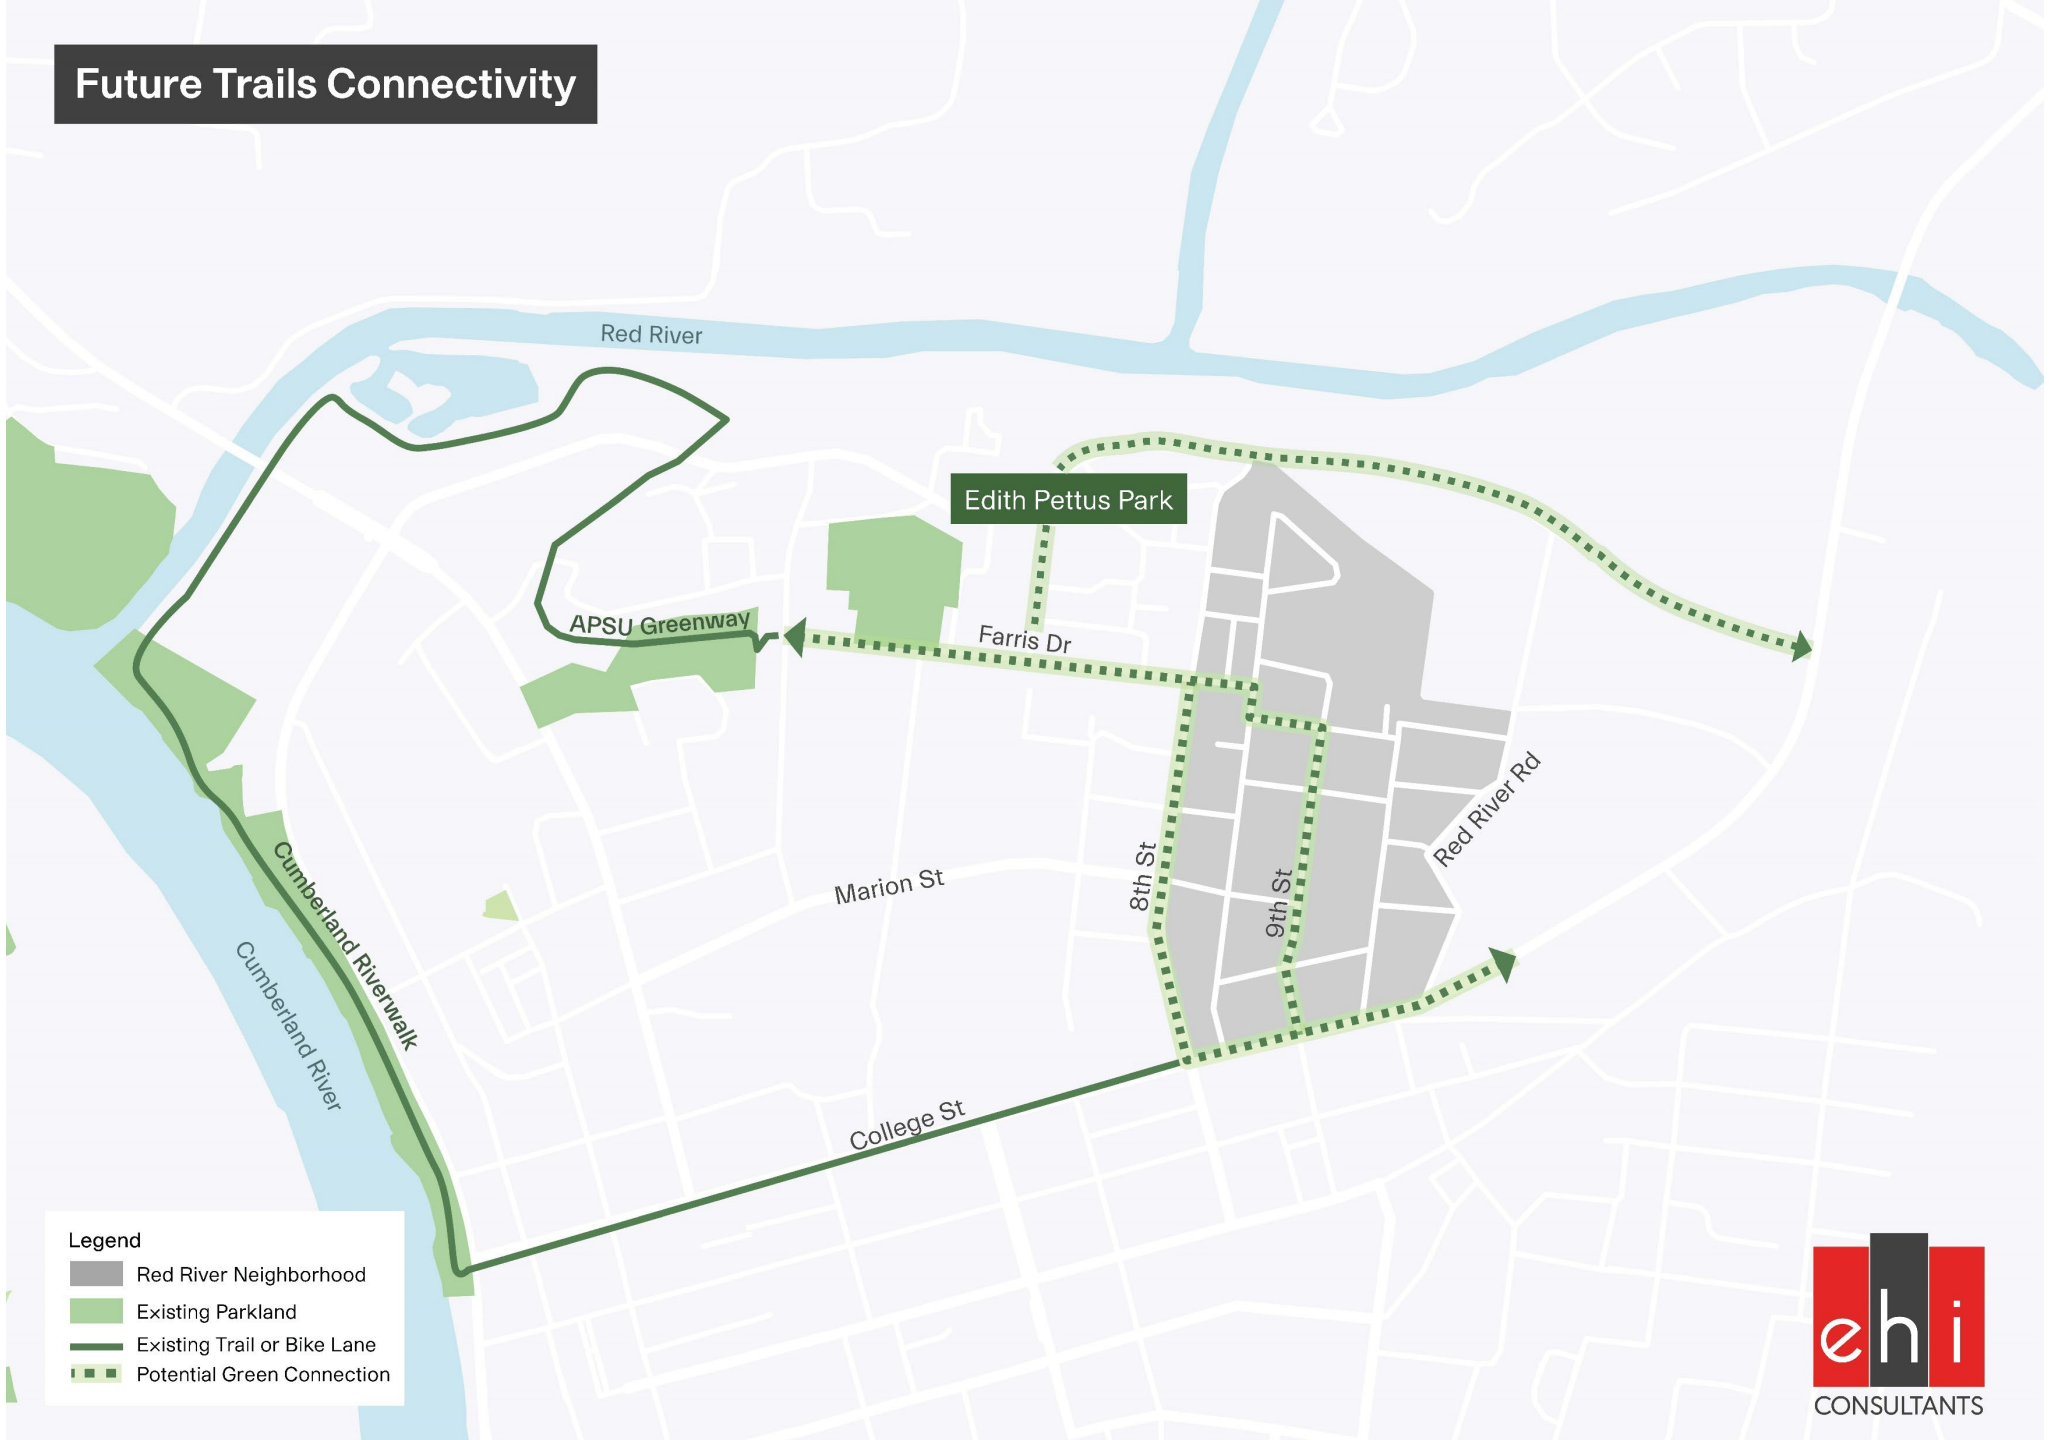 Future Trails Connectivity
Red River
Edith Pettus Park
APSU Greenway
Farris Dr
Red River Rd
8th St
9th St
Marion St
Cumberland Riverwalk
Cumberland River
College St
Legend
Red River Neighborhood
Existing Parkland
Existing Trail or Bike Lane
Potential Green Connection
ehi
CONSULTANTS